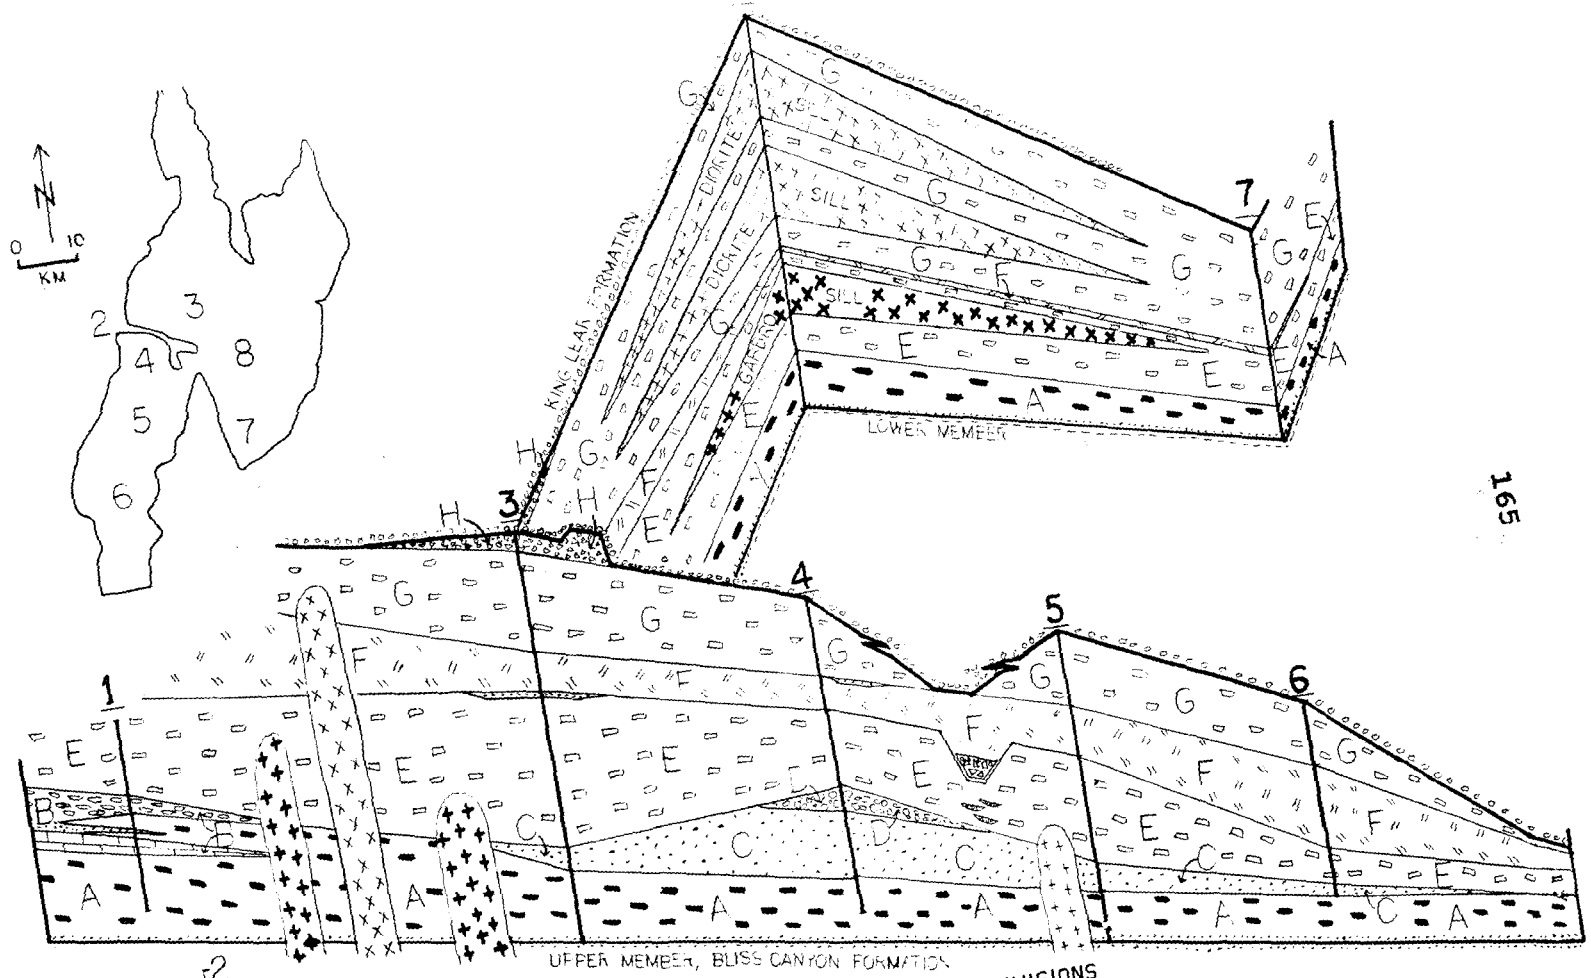 N
0 10
KM
2
3
4
8
5
7
6
G
G
SILL
DIORITE
G
SILL
DIORITE
KING LEAR FORMATION
G
F
G
7
E
G
SILL
GABBRO
G
E
E
E
A
A
A
LOWER MEMBER
H
G
F
H
E
H
3
4
5
6
165
G
G
G
G
G
G
F
F
F
F
F
1
E
E
E
E
E
E
B
B
C
C
D
C
C
C
A
A
A
A
A
A
?
UPPER MEMBER, BLISS CANYON FORMATION